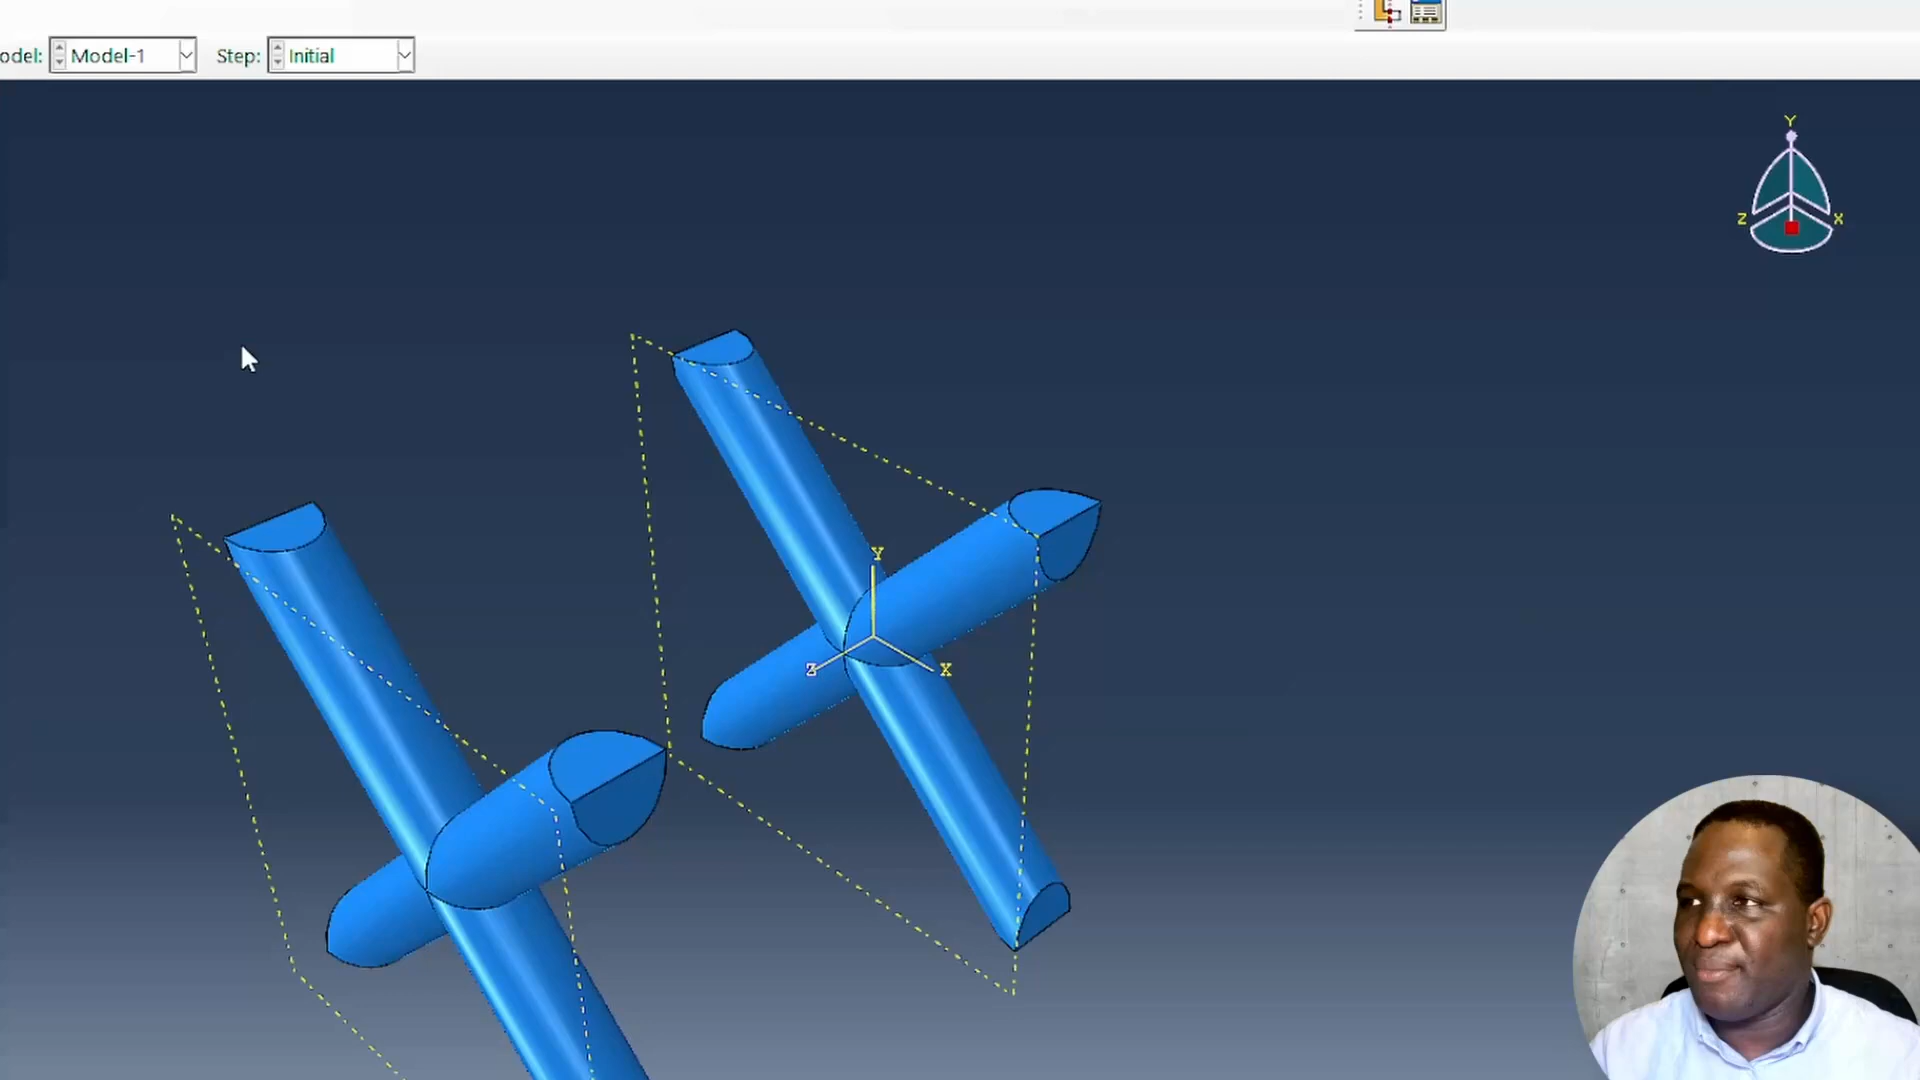 odel: Model-1 Step: Initial
Y
Z X
Y
Z X